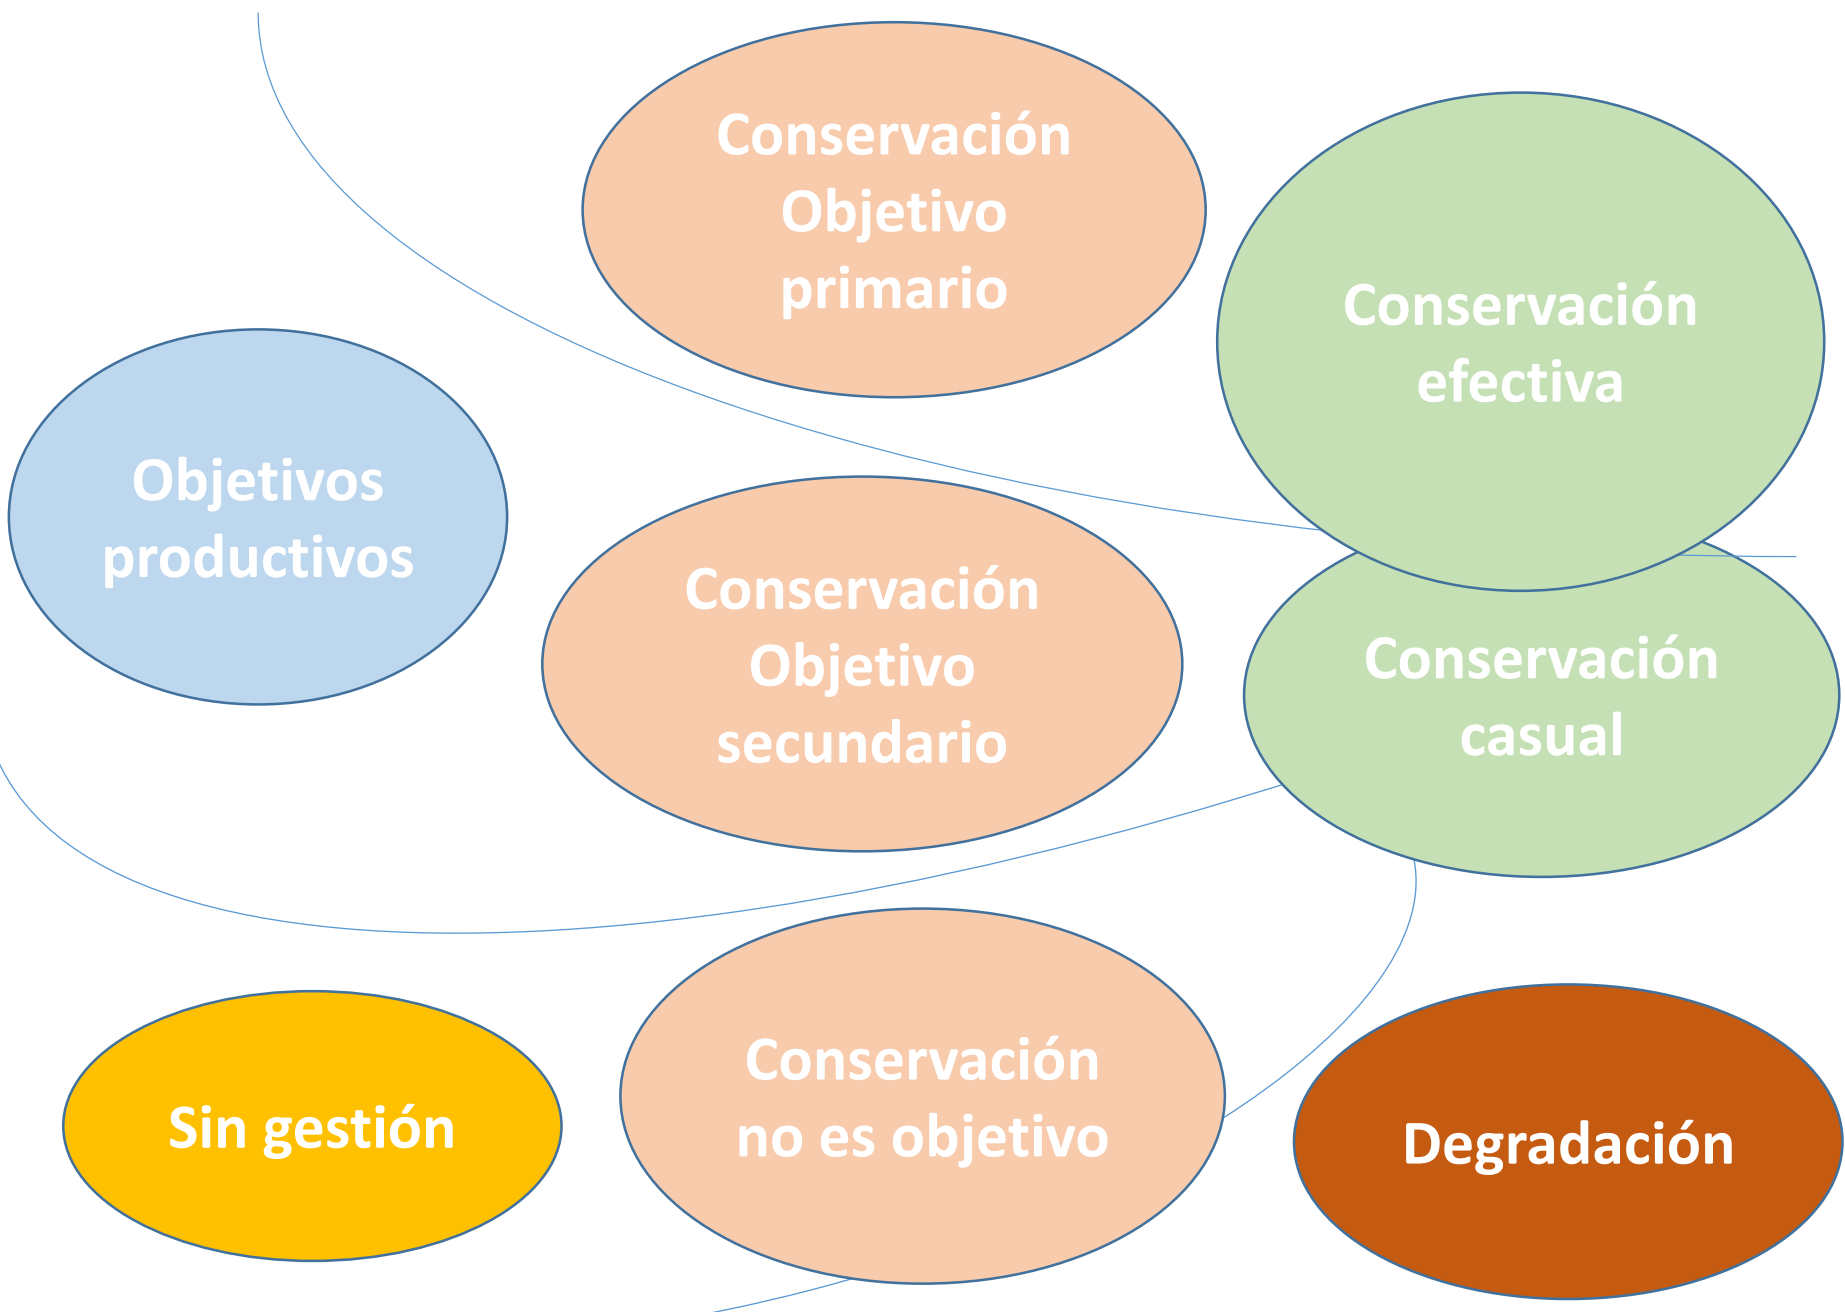 Conservación
Objetivo
primario
Conservación
efectiva
Objetivos
productivos
Conservación
Objetivo
secundario
Conservación
casual
Sin gestión
Conservación
no es objetivo
Degradación